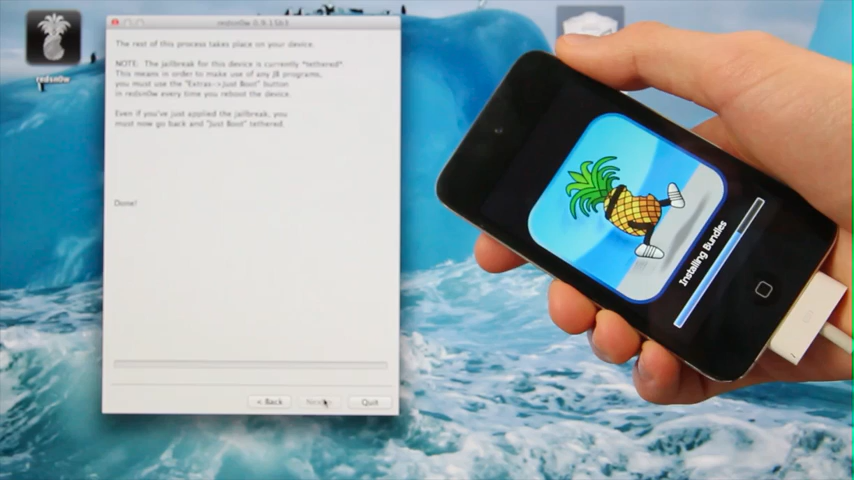 redsn0w 0.9.15b3
redsn0w
The rest of this process takes place on your device.
NOTE: The jailbreak for this device is currently *tethered*.
This means in order to make use of any JB programs,
you must use the "Extras->Just Boot" button
in redsn0w every time you reboot the device.
Even if you've just applied the jailbreak, you
must now go back and "Just Boot" tethered.
Done!
< Back
Quit
Installing Bundles